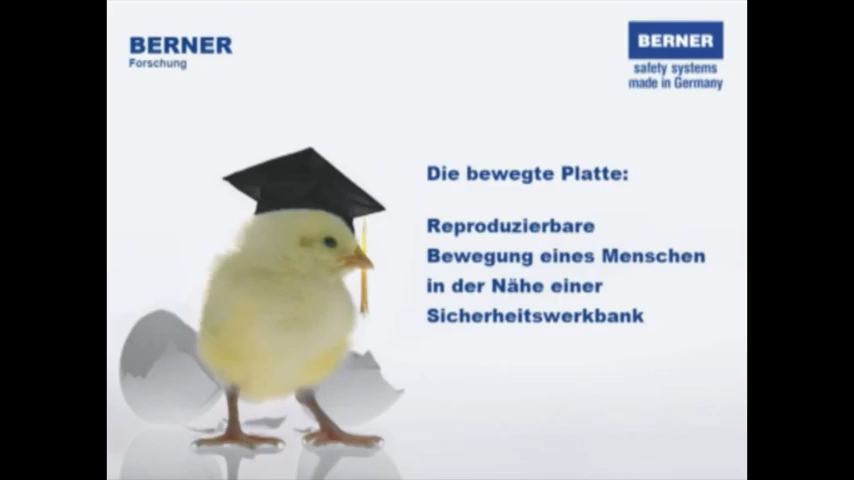 BERNER
Forschung
BERNER
safety systems
made in Germany
Die bewegte Platte:
Reproduzierbare
Bewegung eines Menschen
in der Nähe einer
Sicherheitswerkbank